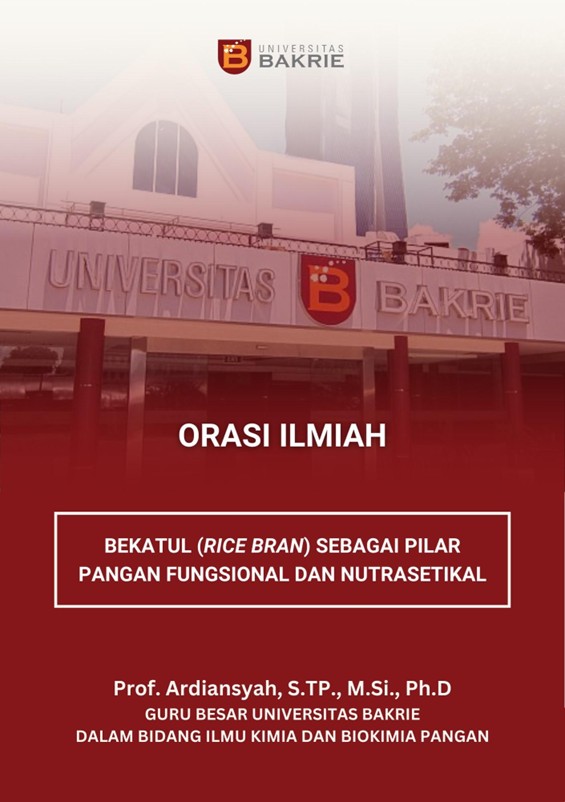 UNIVERSITAS
BAKRIE
UNIVERSITAS B BAKRIE
ORASI ILMIAH
BEKATUL (RICE BRAN) SEBAGAI PILAR
PANGAN FUNGSIONAL DAN NUTRASETIKAL
Prof. Ardiansyah, S.TP., M.Si., Ph.D
GURU BESAR UNIVERSITAS BAKRIE
DALAM BIDANG ILMU KIMIA DAN BIOKIMIA PANGAN